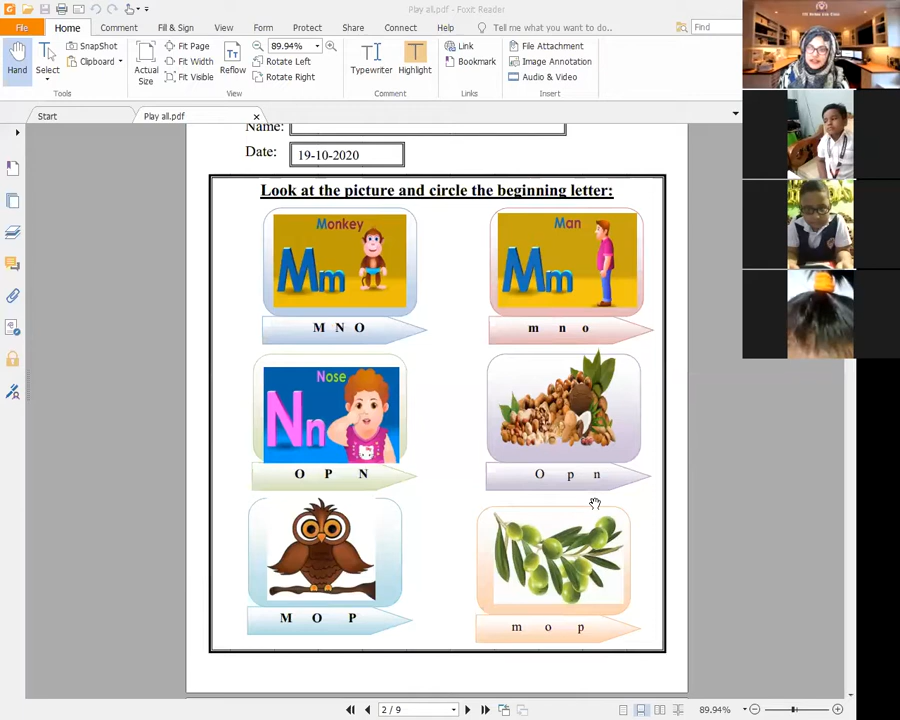 Play all.pdf - Foxit Reader
File Home Comment Fill & Sign View Form Protect Share Connect Help Tell me what you want to do... Find
Hand
Select
SnapShot
Clipboard
Actual Size
Fit Page
Fit Width
Fit Visible
Reflow
89.94%
Rotate Left
Rotate Right
Typewriter
Highlight
Link
Bookmark
File Attachment
Image Annotation
Audio & Video
Tools View Comment Links Insert
Start Play all.pdf
Name:
Date: 19-10-2020
Look at the picture and circle the beginning letter:
Monkey
Mm
Man
Mm
M N O
m n o
Nose
Nn
O P N
O p n
M O P
m o p
2 / 9
89.94%